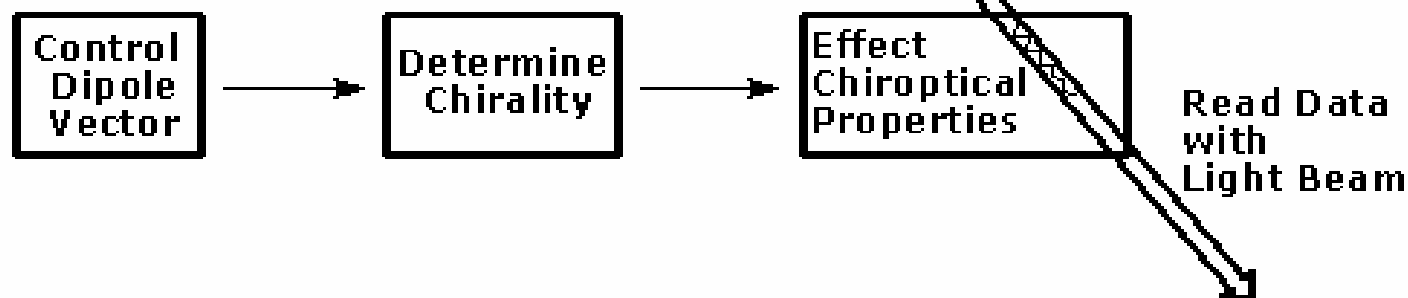 Control
Dipole
Vector
Determine
Chirality
Effect
Chiroptical
Properties
Read Data
with
Light Beam